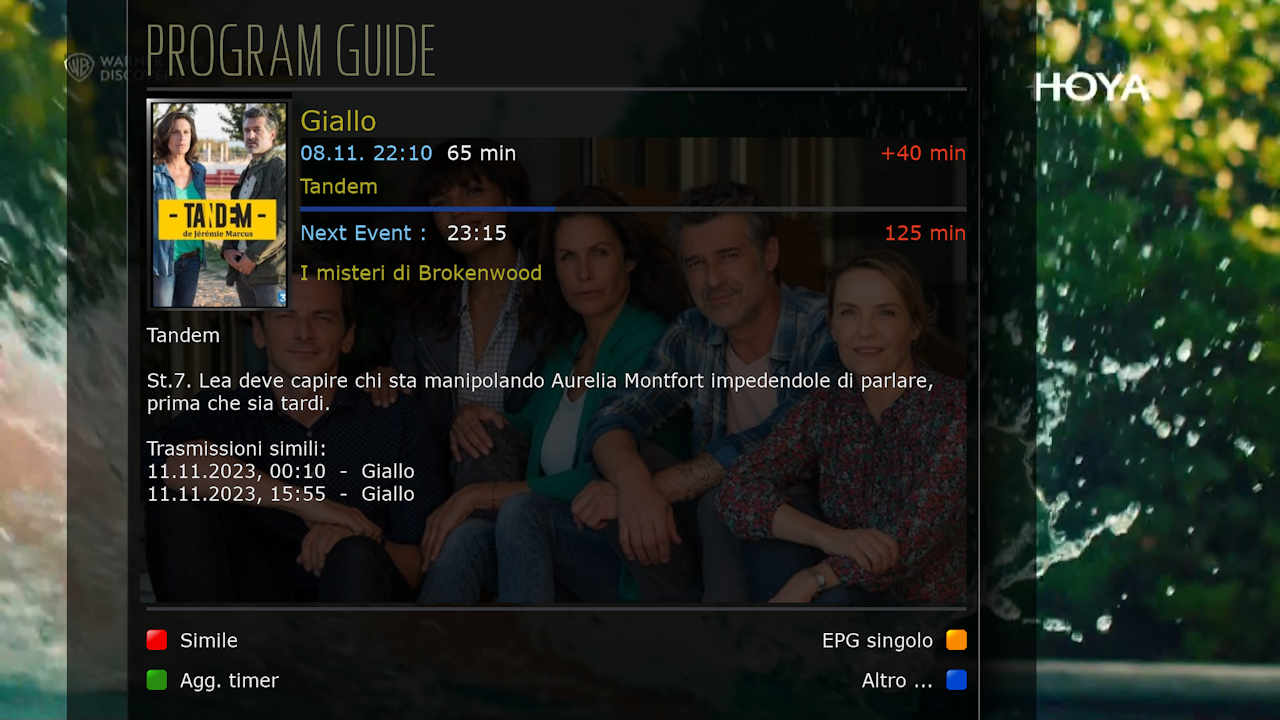 PROGRAM GUIDE
WARNER
DISCOVERY
HOYA
Giallo
08.11. 22:10 65 min +40 min
- TANDEM -
de Jérémie Marcus
3
Tandem
Next Event : 23:15 125 min
I misteri di Brokenwood
Tandem
St.7. Lea deve capire chi sta manipolando Aurelia Montfort impedendole di parlare,
prima che sia tardi.
Trasmissioni simili:
11.11.2023, 00:10 - Giallo
11.11.2023, 15:55 - Giallo
Simile EPG singolo
Agg. timer Altro ...